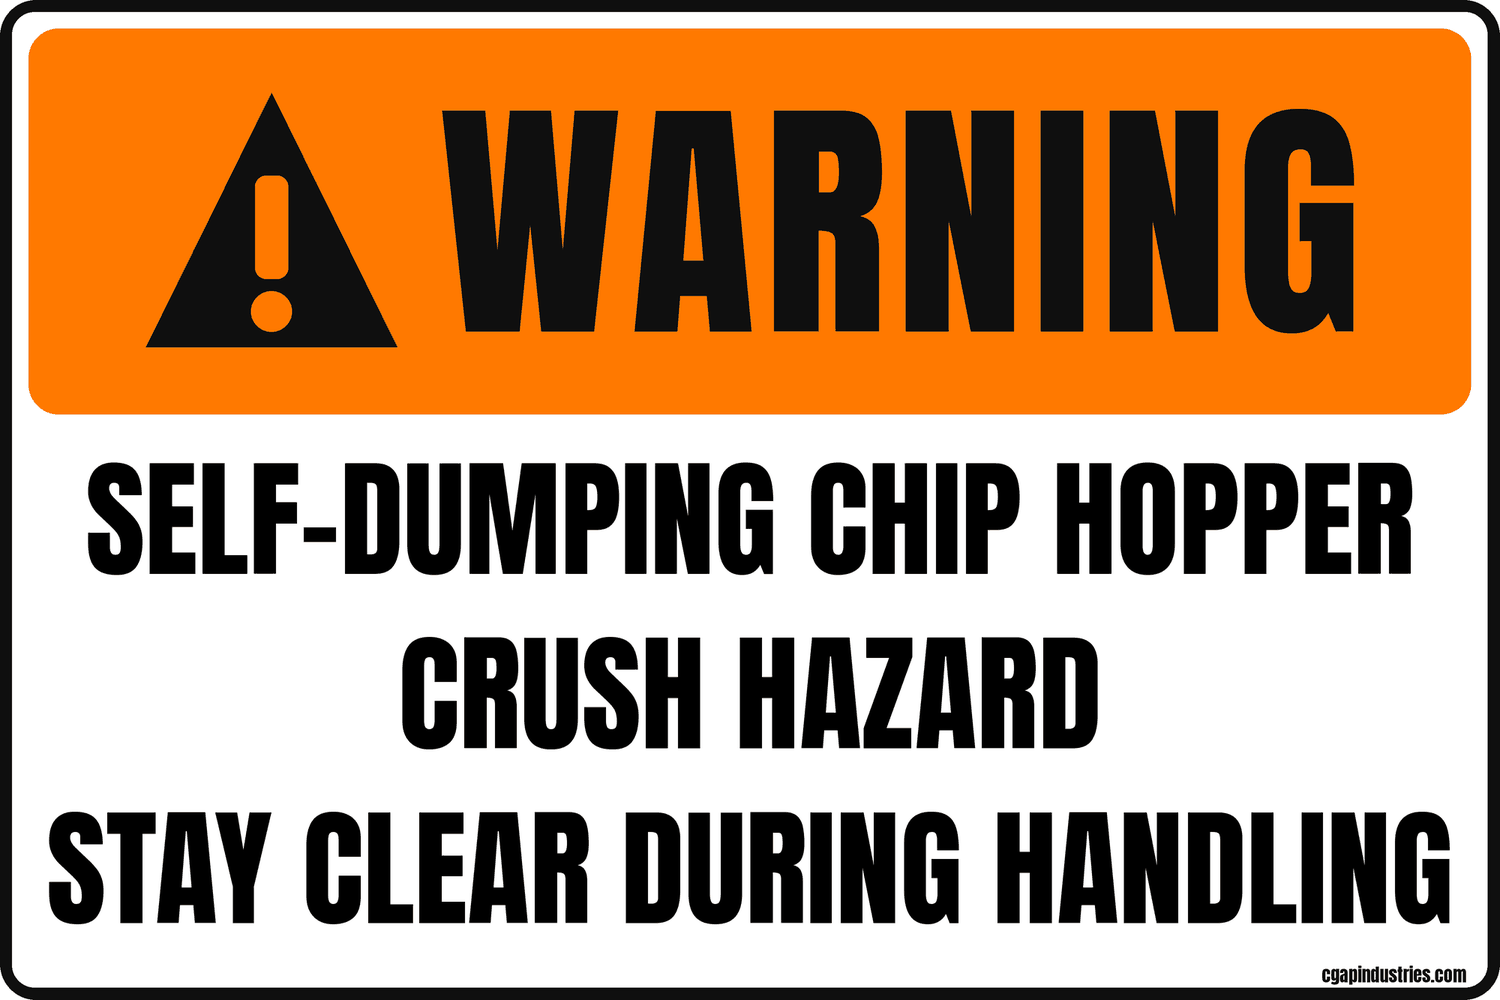 WARNING
SELF-DUMPING CHIP HOPPER
CRUSH HAZARD
STAY CLEAR DURING HANDLING
cgapindustries.com